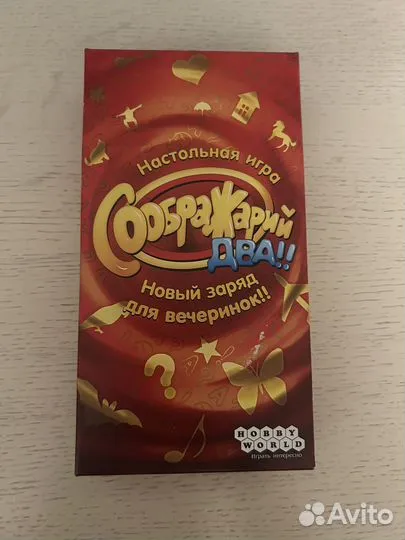 Настольная игра
Соображарий
ДВА!!
Новый заряд
для вечеринок!!
?
HOBBY
WORLD
Играть интересно
Avito